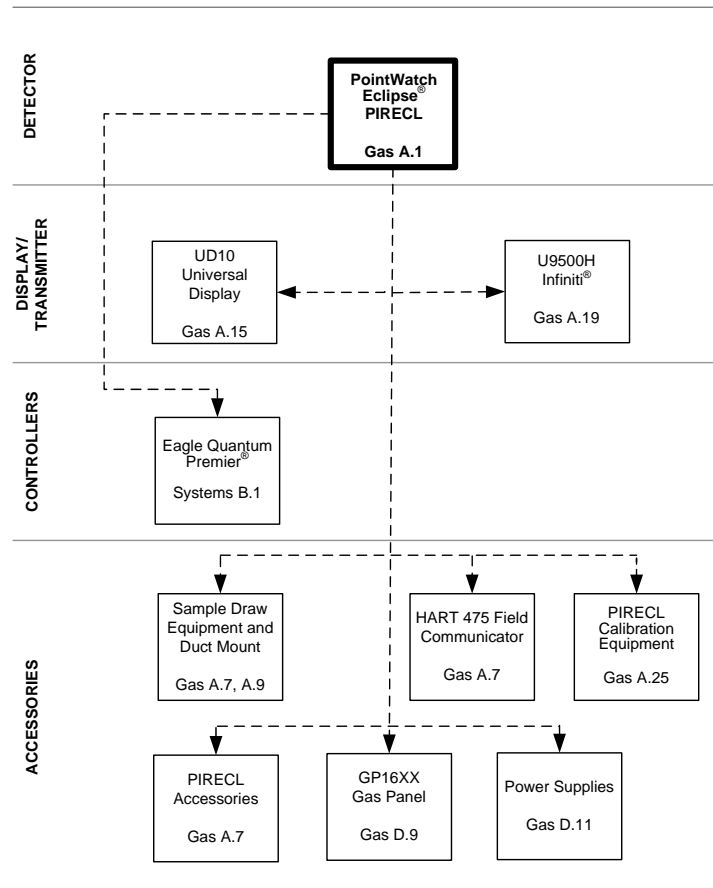 DETECTOR
PointWatch
Eclipse®
PIRECL
Gas A.1
DISPLAY/
TRANSMITTER
UD10
Universal
Display
Gas A.15
U9500H
Infiniti®
Gas A.19
CONTROLLERS
Eagle Quantum
Premier®
Systems B.1
ACCESSORIES
Sample Draw
Equipment and
Duct Mount
Gas A.7, A.9
HART 475 Field
Communicator
Gas A.7
PIRECL
Calibration
Equipment
Gas A.25
PIRECL
Accessories
Gas A.7
GP16XX
Gas Panel
Gas D.9
Power Supplies
Gas D.11